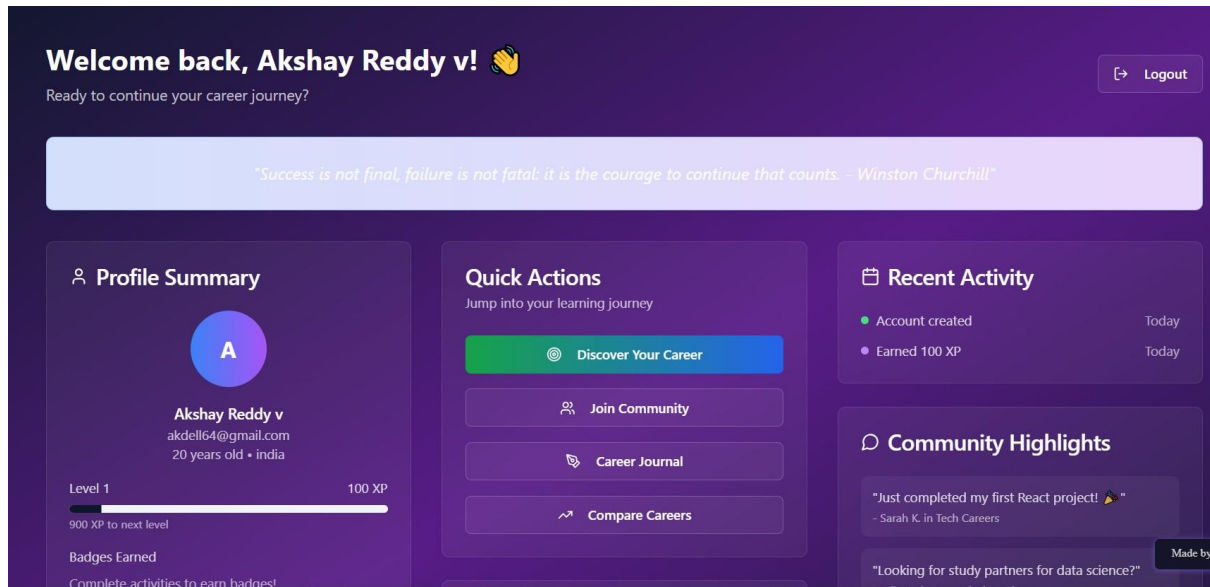 Welcome back, Akshay Reddy v! 👋
Ready to continue your career journey?
Logout
"Success is not final, failure is not fatal: it is the courage to continue that counts. - Winston Churchill"
Profile Summary
A
Akshay Reddy v
akdell64@gmail.com
20 years old • india
Level 1 100 XP
900 XP to next level
Badges Earned
Complete activities to earn badges!
Quick Actions
Jump into your learning journey
Discover Your Career
Join Community
Career Journal
Compare Careers
Recent Activity
Account created Today
Earned 100 XP Today
Community Highlights
"Just completed my first React project! 🎉"
- Sarah K. in Tech Careers
"Looking for study partners for data science?"
Made by